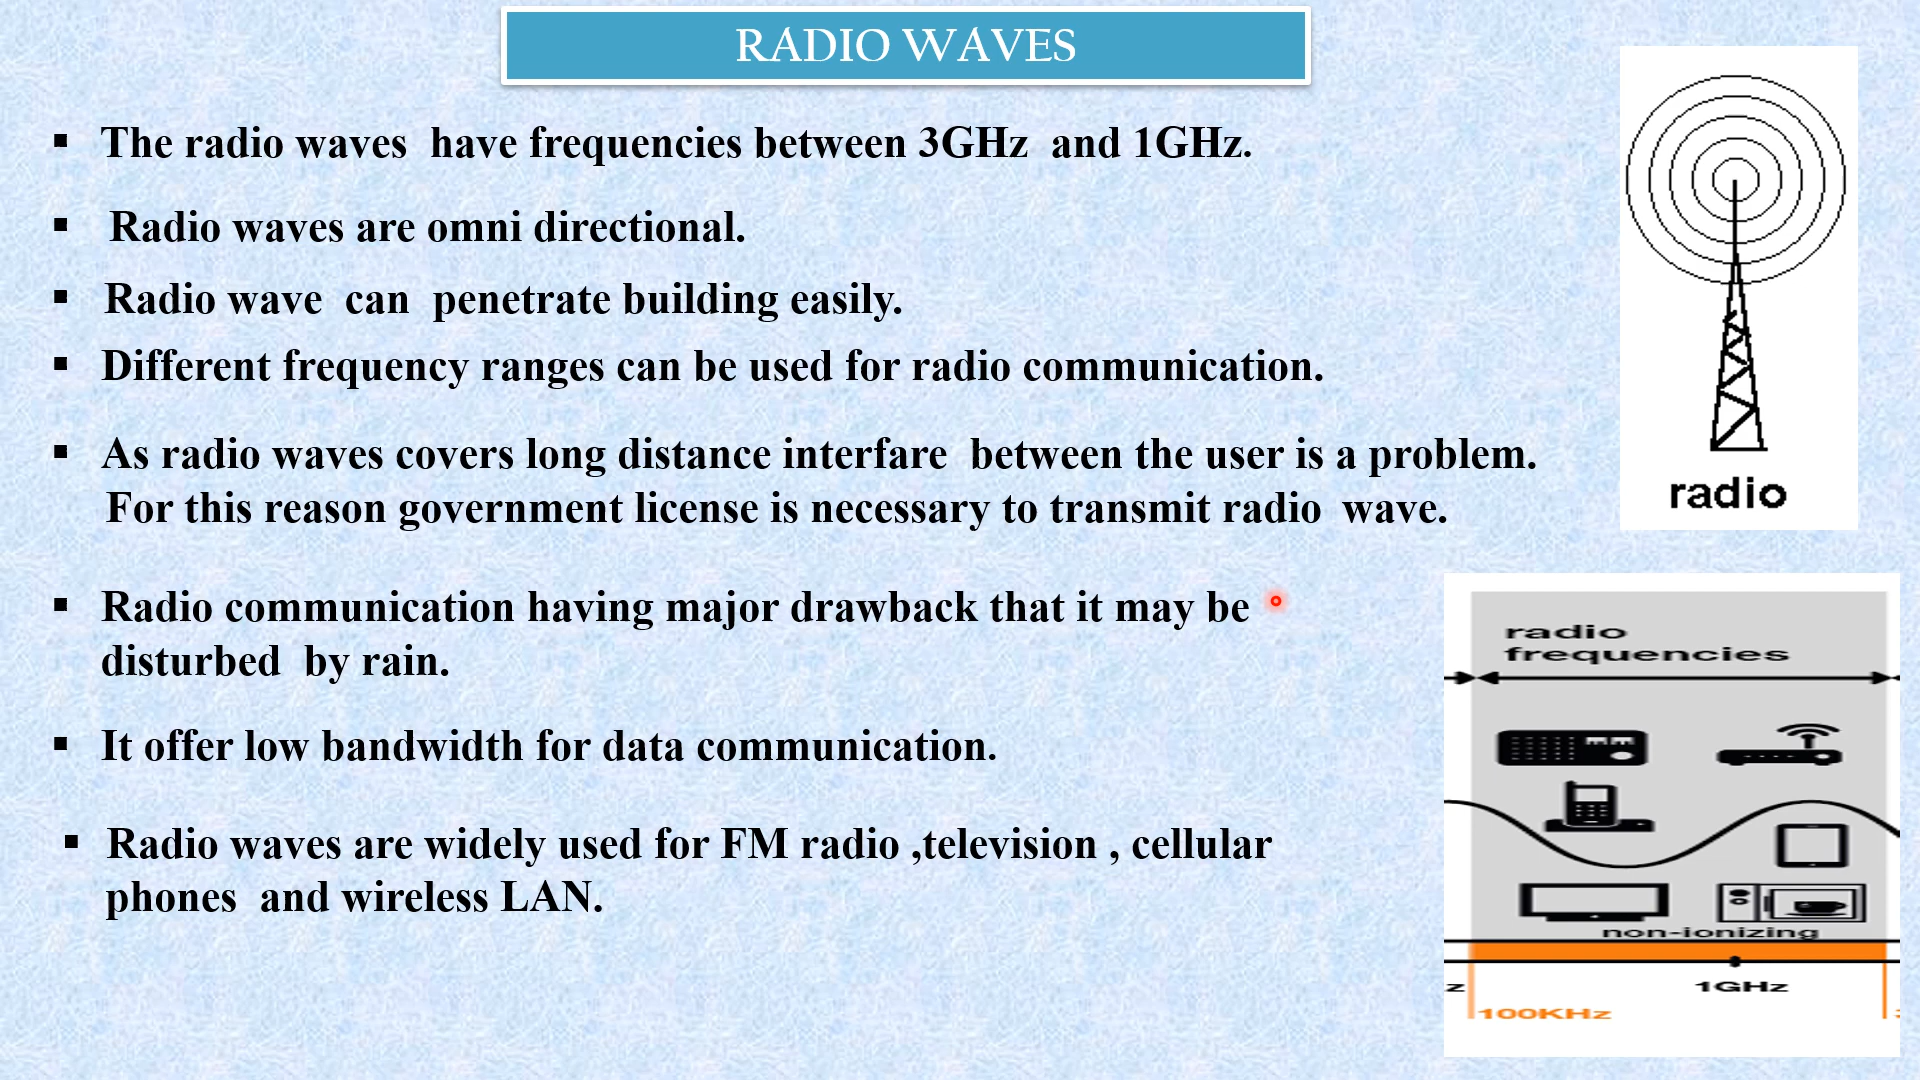 RADIO WAVES
▪ The radio waves have frequencies between 3GHz and 1GHz.
▪ Radio waves are omni directional.
▪ Radio wave can penetrate building easily.
▪ Different frequency ranges can be used for radio communication.
▪ As radio waves covers long distance interfare between the user is a problem.
For this reason government license is necessary to transmit radio wave.
▪ Radio communication having major drawback that it may be
disturbed by rain.
▪ It offer low bandwidth for data communication.
▪ Radio waves are widely used for FM radio ,television , cellular
phones and wireless LAN.
radio
radio
frequencies
non-ionizing
z 1GHz
100KHz